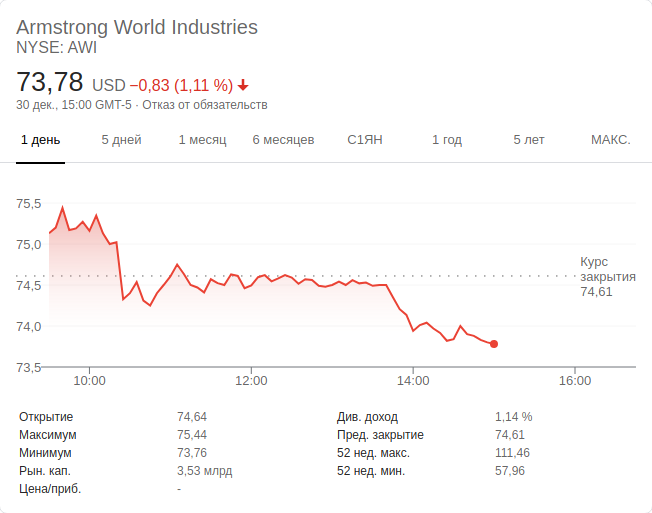 Armstrong World Industries
NYSE: AWI
73,78 USD −0,83 (1,11 %) ↓
30 дек., 15:00 GMT-5 · Отказ от обязательств
1 день 5 дней 1 месяц 6 месяцев С1ЯН 1 год 5 лет МАКС.
75,5
75,0
74,5
74,0
73,5
Курс
закрытия
74,61
10:00 12:00 14:00 16:00
Открытие 74,64
Максимум 75,44
Минимум 73,76
Рын. кап. 3,53 млрд
Цена/приб. -
Див. доход 1,14 %
Пред. закрытие 74,61
52 нед. макс. 111,46
52 нед. мин. 57,96